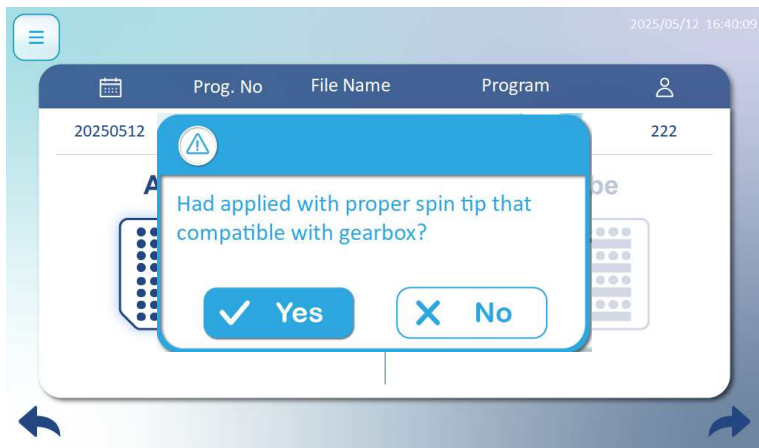 2025/05/12 16:40:09
Prog. No File Name Program
20250512 222
Had applied with proper spin tip that
compatible with gearbox?
Yes No